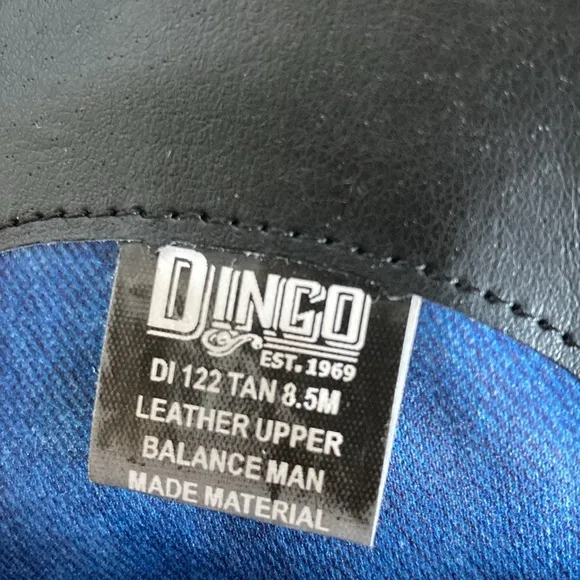 DINGO
EST. 1969
DI 122 TAN 8.5M
LEATHER UPPER
BALANCE MAN
MADE MATERIAL